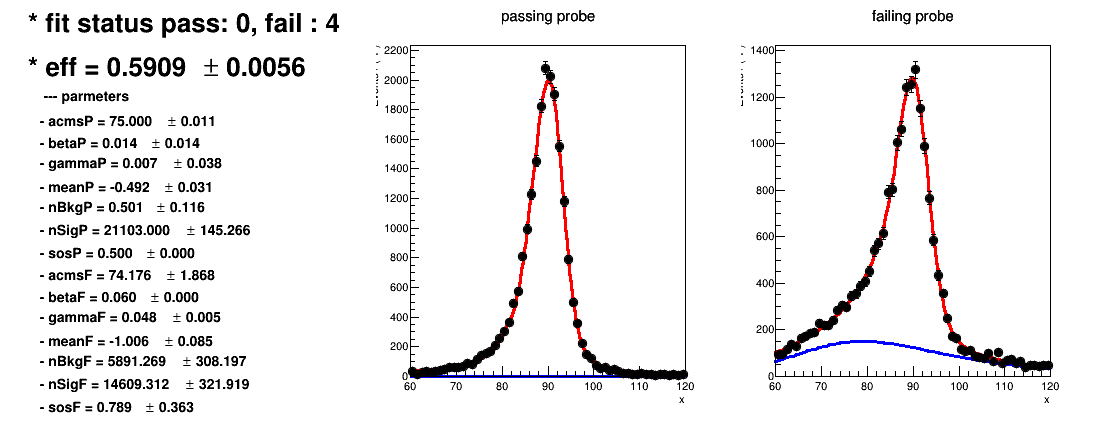 * fit status pass: 0, fail : 4
* eff = 0.5909 ± 0.0056
--- parmeters
- acmsP = 75.000 ± 0.011
- betaP = 0.014 ± 0.014
- gammaP = 0.007 ± 0.038
- meanP = -0.492 ± 0.031
- nBkgP = 0.501 ± 0.116
- nSigP = 21103.000 ± 145.266
- sosP = 0.500 ± 0.000
- acmsF = 74.176 ± 1.868
- betaF = 0.060 ± 0.000
- gammaF = 0.048 ± 0.005
- meanF = -1.006 ± 0.085
- nBkgF = 5891.269 ± 308.197
- nSigF = 14609.312 ± 321.919
- sosF = 0.789 ± 0.363
passing probe
2200
2000
1800
1600
1400
1200
1000
800
600
400
200
0
60 70 80 90 100 110 120
x
failing probe
1400
1200
1000
800
600
400
200
0
60 70 80 90 100 110 120
x